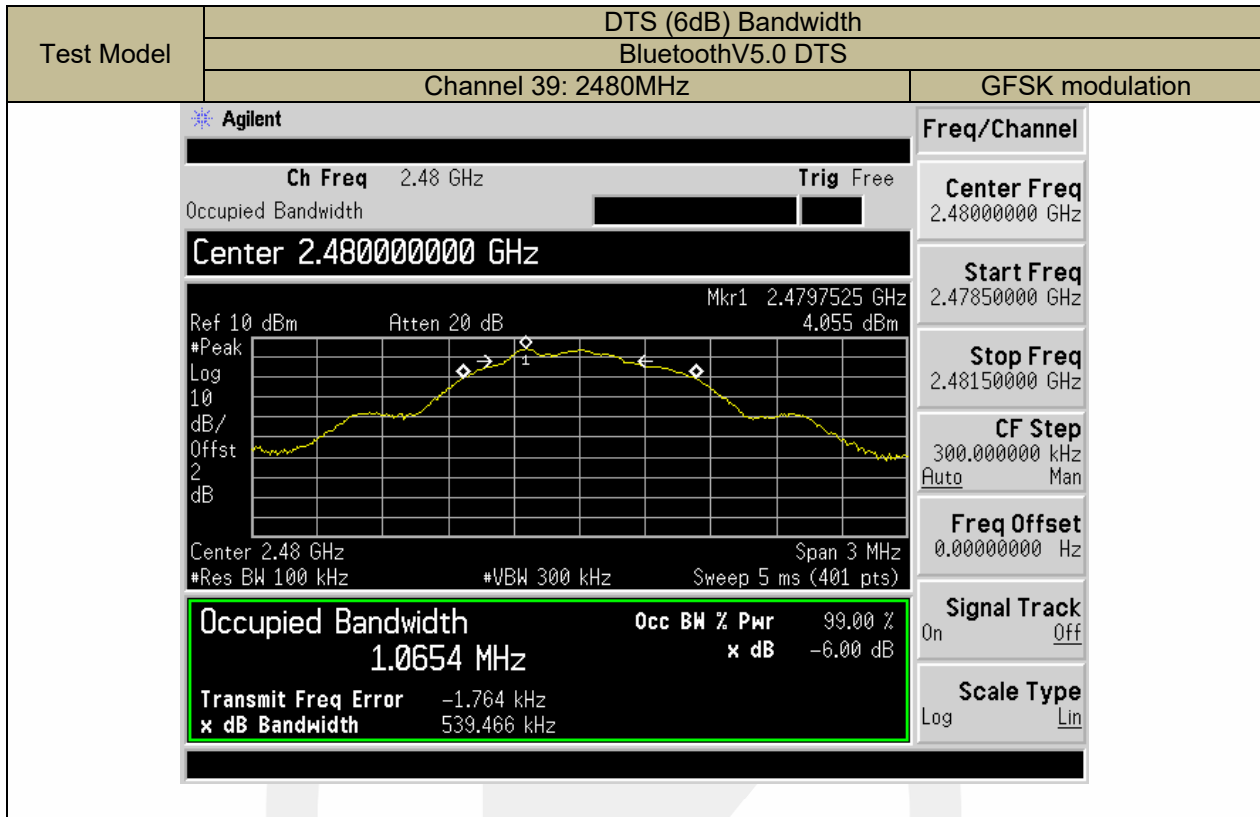 Test Model
DTS (6dB) Bandwidth
BluetoothV5.0 DTS
Channel 39: 2480MHz GFSK modulation
Agilent
Ch Freq 2.48 GHz Trig Free
Occupied Bandwidth
Center 2.480000000 GHz
Mkr1 2.4797525 GHz
Ref 10 dBm Atten 20 dB 4.055 dBm
#Peak
Log
10
dB/
Offst
2
dB
1
Center 2.48 GHz Span 3 MHz
#Res BW 100 kHz #VBW 300 kHz Sweep 5 ms (401 pts)
Occupied Bandwidth
1.0654 MHz
Occ BW % Pwr 99.00 %
x dB -6.00 dB
Transmit Freq Error -1.764 kHz
x dB Bandwidth 539.466 kHz
Freq/Channel
Center Freq
2.48000000 GHz
Start Freq
2.47850000 GHz
Stop Freq
2.48150000 GHz
CF Step
300.000000 kHz
Auto Man
Freq Offset
0.00000000 Hz
Signal Track
On Off
Scale Type
Log Lin